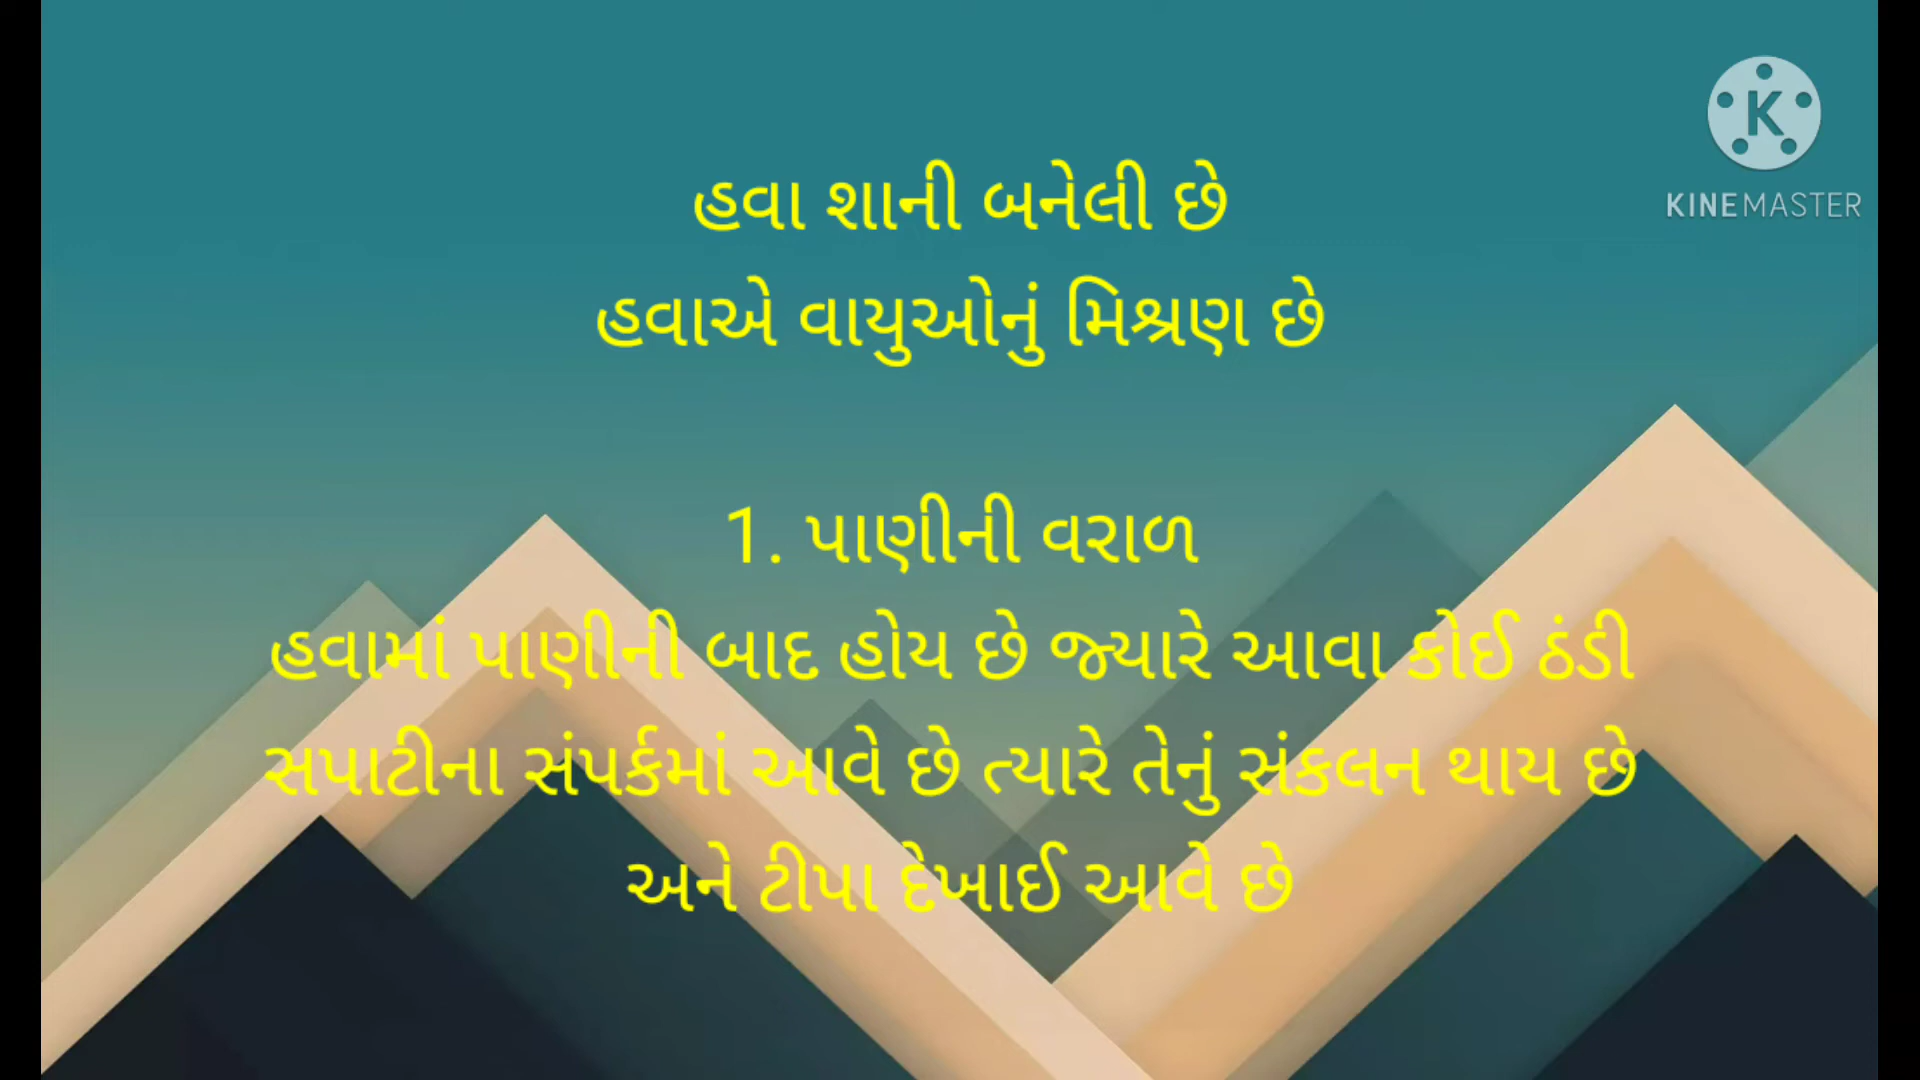 હવા શાની બનેલી છે
હવાએ વાયુઓનું મિશ્રણ છે
1. પાણીની વરાળ
હવામાં પાણીની બાદ હોય છે જ્યારે આવા કોઈ ઠંડી
સપાટીના સંપર્કમાં આવે છે ત્યારે તેનું સંકલન થાય છે
અને ટીપા દેખાઈ આવે છે
K
KINEMASTER